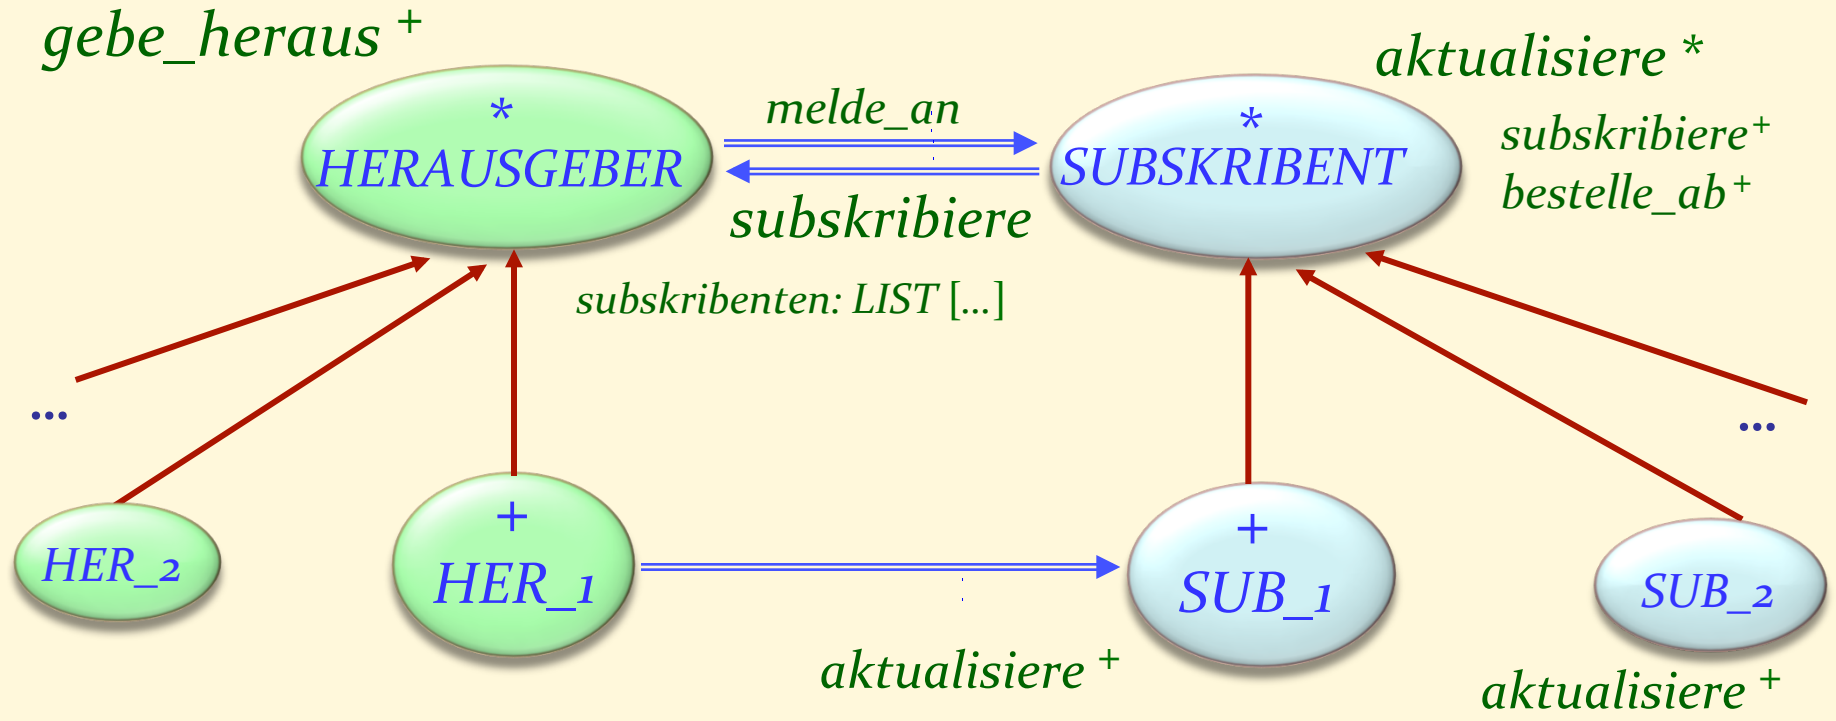 gebe_heraus +
aktualisiere *
*
HERAUSGEBER
melde_an
*
SUBSKRIBENT
subskribiere+
bestelle_ab+
subskribiere
subskribenten: LIST [...]
...
...
HER_2
+
HER_1
+
SUB_1
SUB_2
aktualisiere +
aktualisiere +